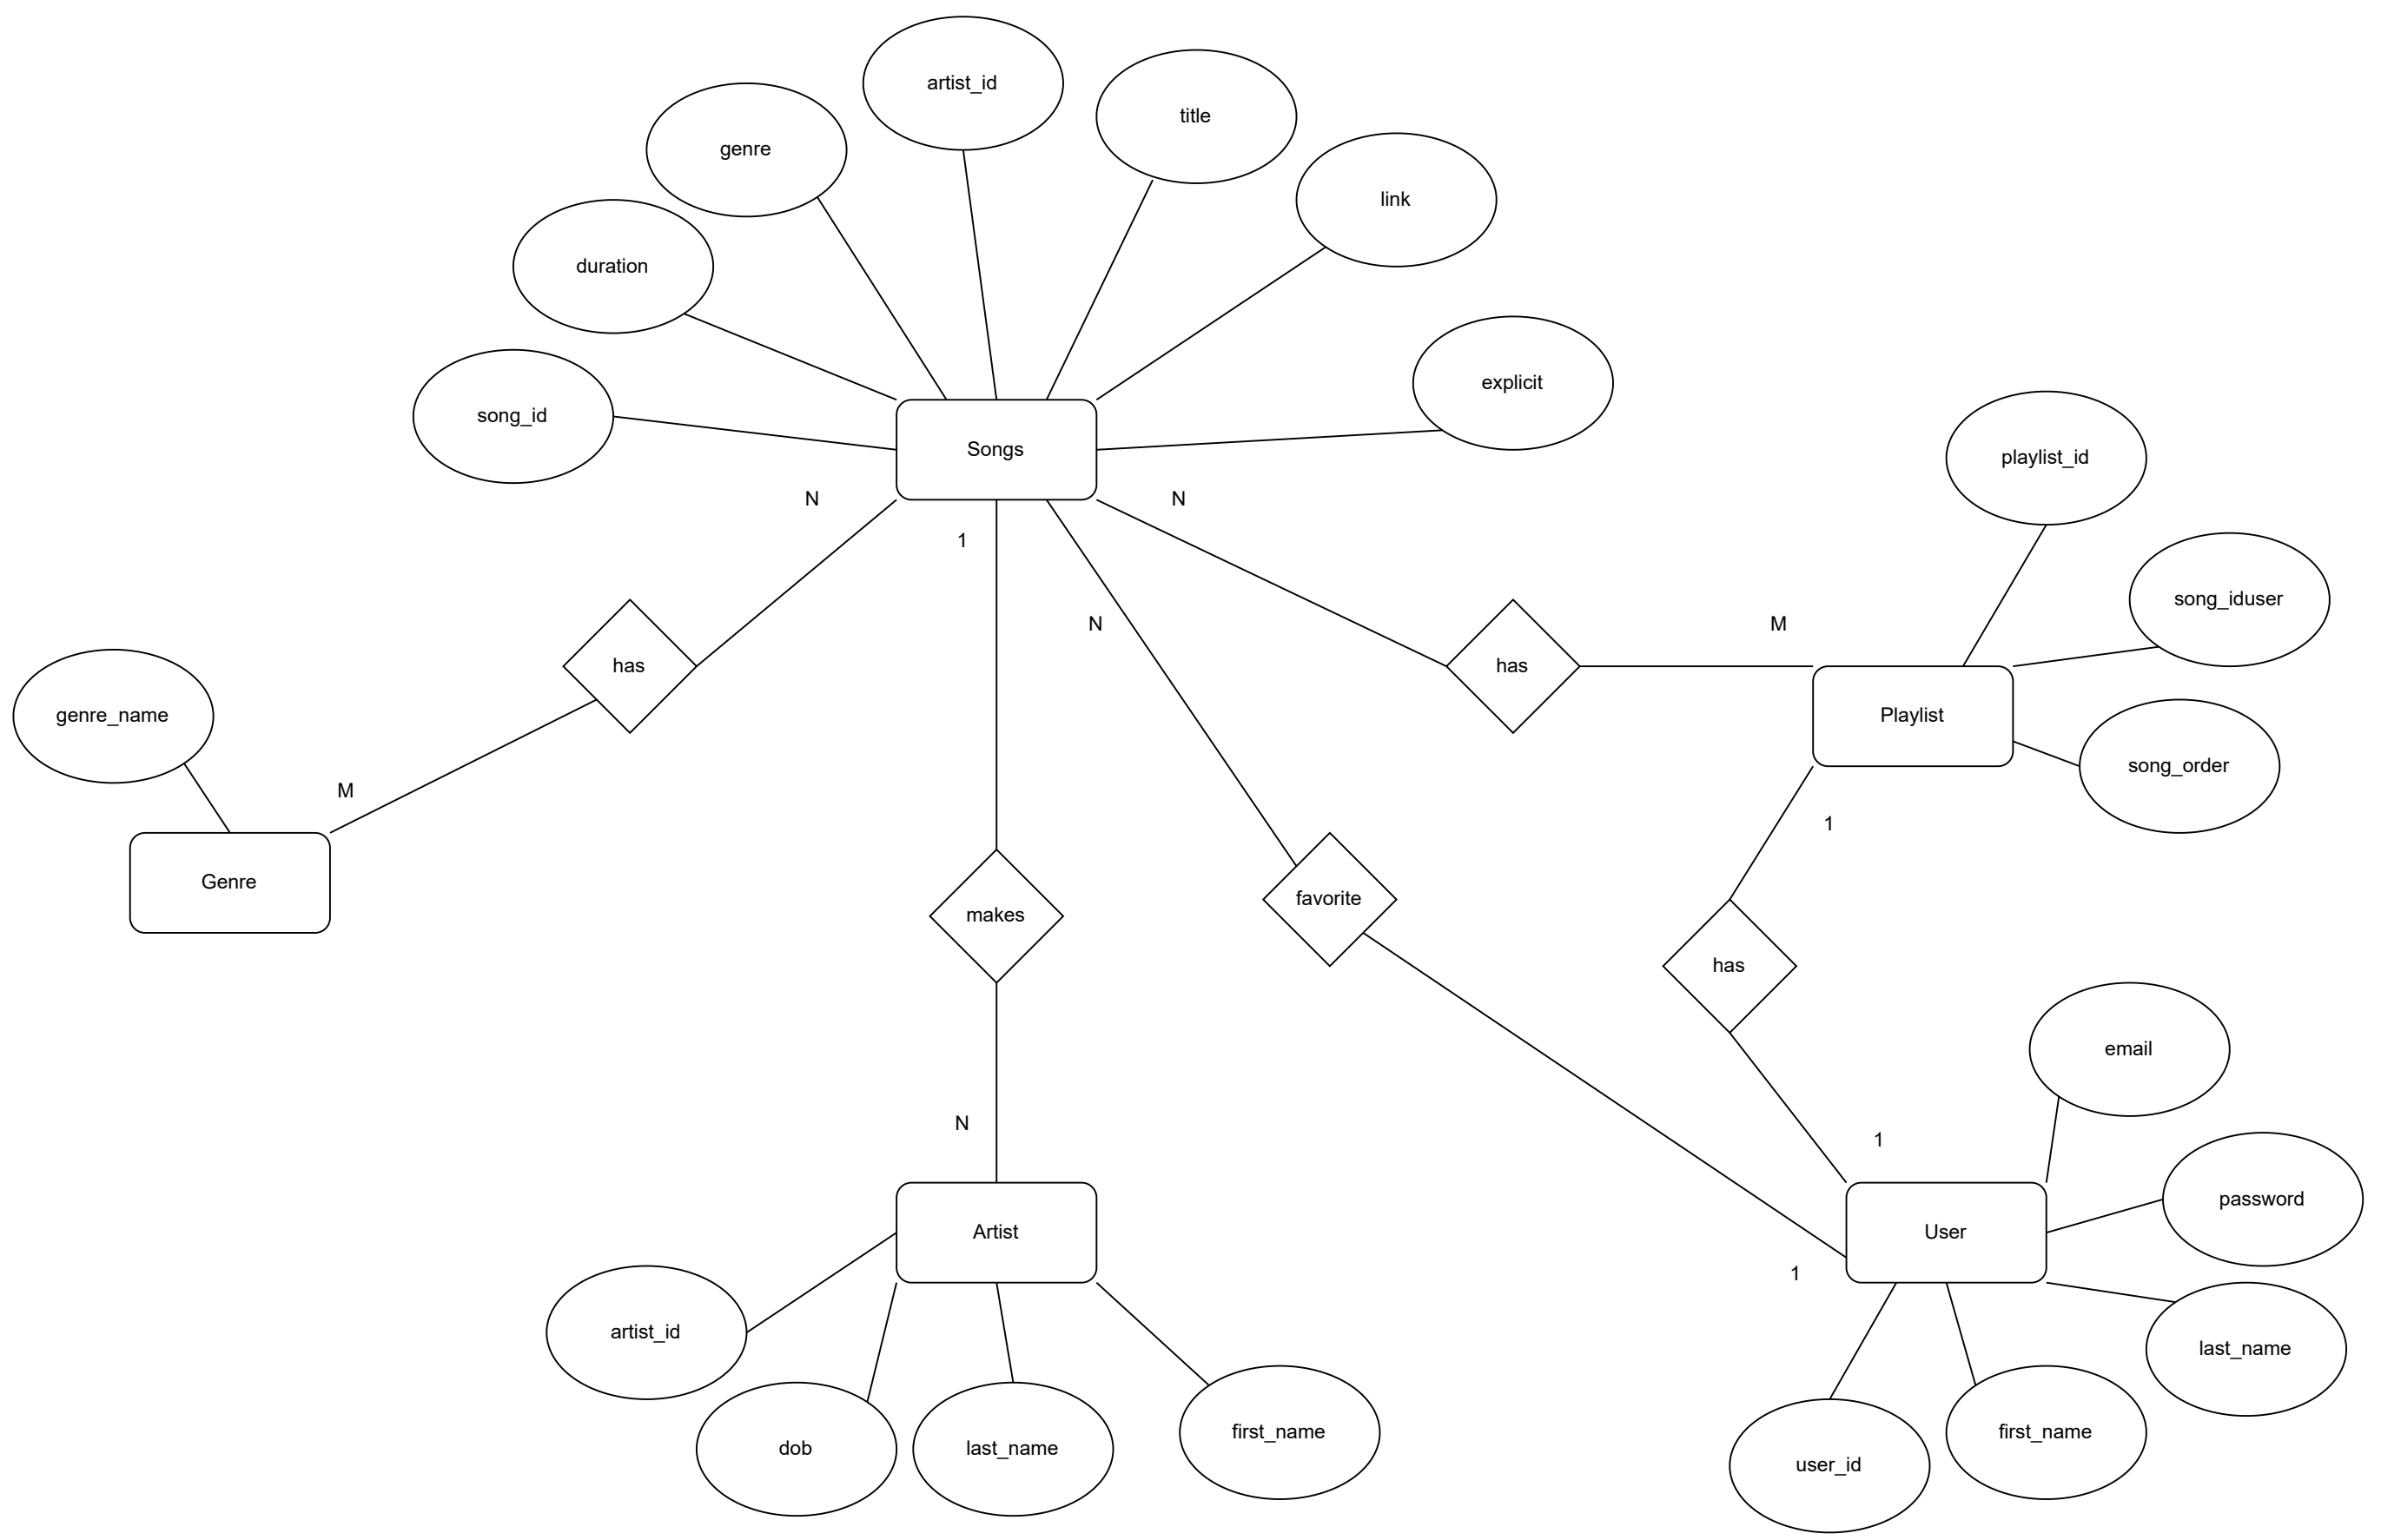 artist_id
title
genre
link
duration
explicit
song_id
Songs
playlist_id
N
N
1
song_iduser
N
M
has
has
genre_name
Playlist
song_order
M
1
Genre
favorite
makes
has
email
N
1
password
Artist
User
1
artist_id
last_name
first_name
first_name
dob
last_name
user_id